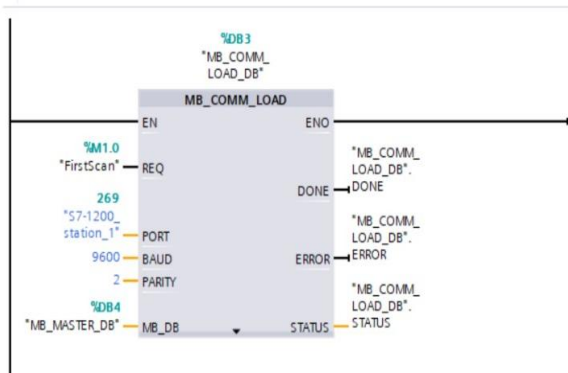 %DB3
"MB_COMM_
LOAD_DB"
MB_COMM_LOAD
EN
ENO
%M1.0
"FirstScan"
REQ
"MB_COMM_
LOAD_DB".
DONE
DONE
269
"S7-1200_
station_1"
PORT
"MB_COMM_
LOAD_DB".
ERROR
ERROR
9600
BAUD
2
PARITY
"MB_COMM_
LOAD_DB".
STATUS
STATUS
%DB4
"MB_MASTER_DB"
MB_DB